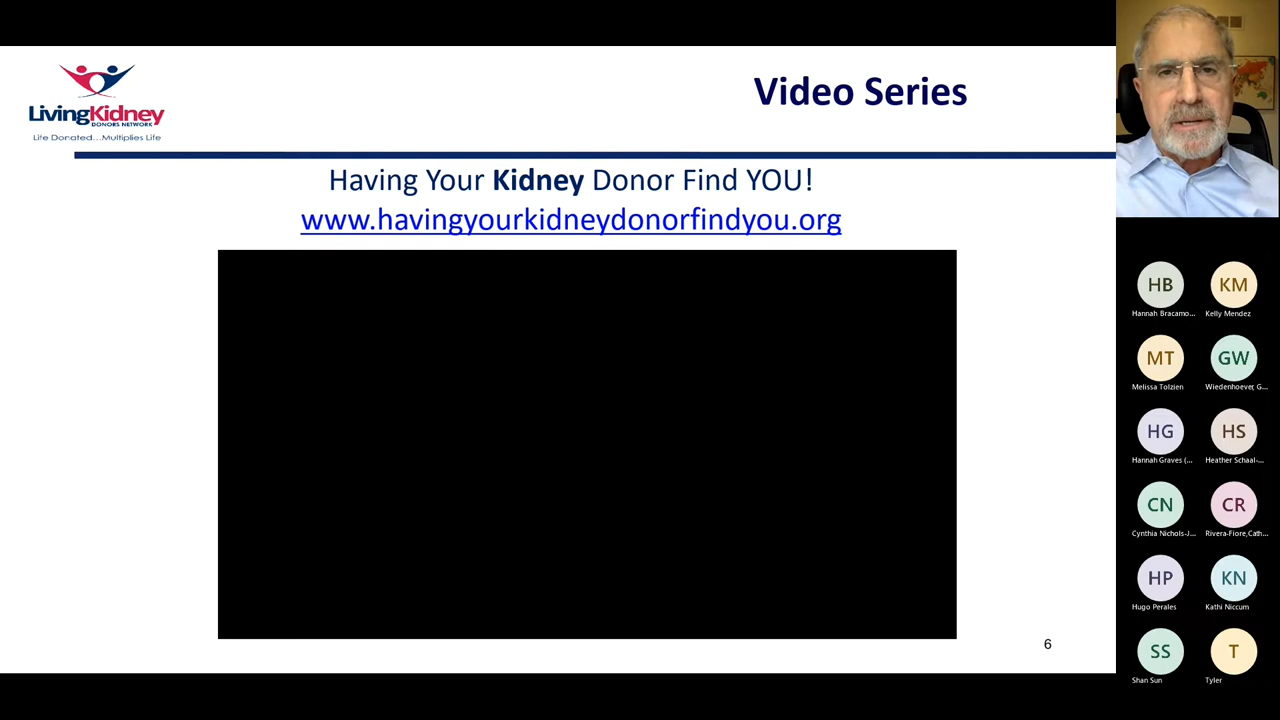 LivingKidney
DONORS NETWORK
Life Donated...Multiplies Life
Video Series
Having Your Kidney Donor Find YOU!
www.havingyourkidneydonorfindyou.org
6
HB
KM
Hannah Bracamo...
Kelly Mendez
MT
GW
Melissa Tolzien
Wiedenhoever, G...
HG
HS
Hannah Graves (...
Heather Schaal-...
CN
CR
Cynthia Nichols-J...
Rivera-Fiore,Cath...
HP
KN
Hugo Perales
Kathi Niccum
SS
T
Shan Sun
Tyler